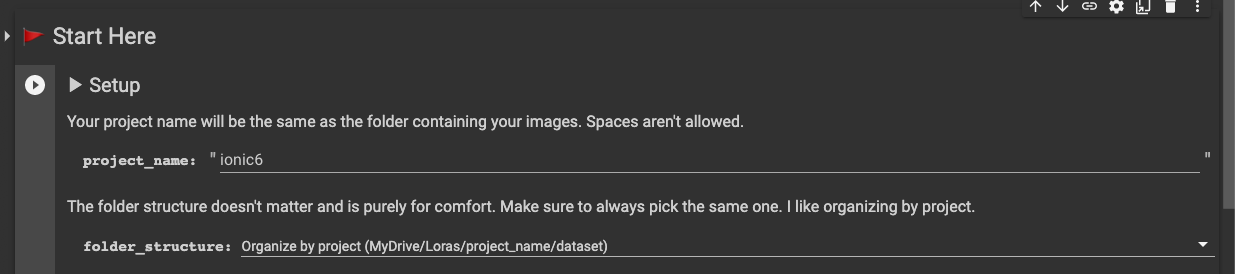 Start Here
Setup
Your project name will be the same as the folder containing your images. Spaces aren't allowed.
project_name: "ionic6"
The folder structure doesn't matter and is purely for comfort. Make sure to always pick the same one. I like organizing by project.
folder_structure: Organize by project (MyDrive/Loras/project_name/dataset)